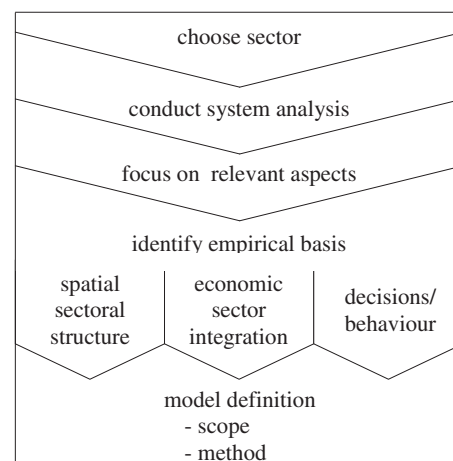 choose sector
conduct system analysis
focus on relevant aspects
identify empirical basis
spatial
sectoral
structure
economic
sector
integration
decisions/
behaviour
model definition
- scope
- method